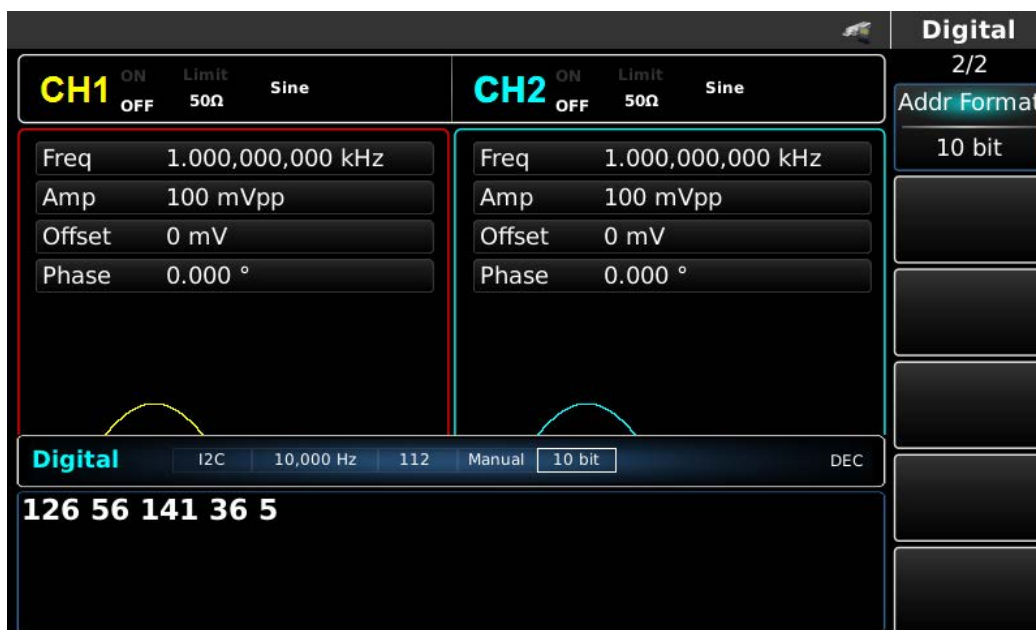 Digital
2/2
Addr Format
10 bit
CH1 ON OFF Limit 50Ω Sine
CH2 ON OFF Limit 50Ω Sine
Freq 1.000,000,000 kHz
Amp 100 mVpp
Offset 0 mV
Phase 0.000 °
Freq 1.000,000,000 kHz
Amp 100 mVpp
Offset 0 mV
Phase 0.000 °
Digital I2C 10,000 Hz 112 Manual 10 bit DEC
126 56 141 36 5